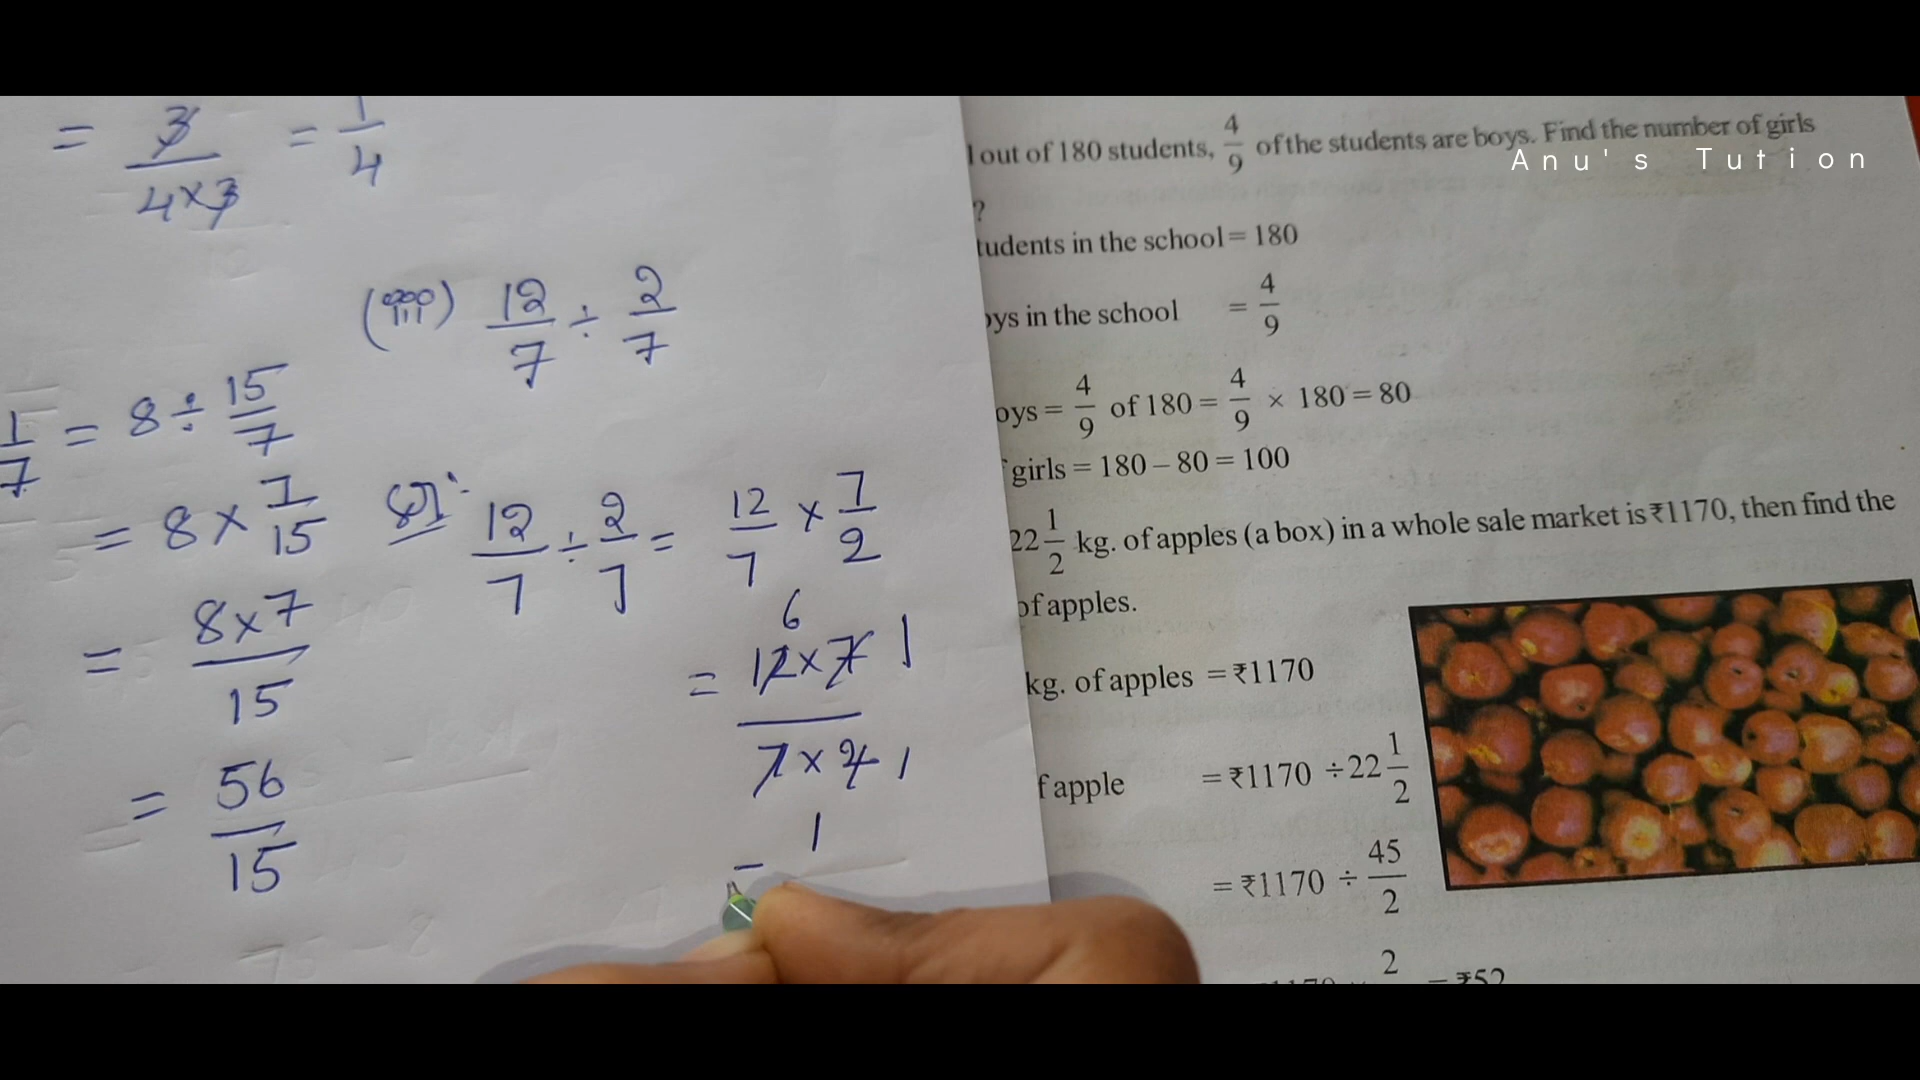 = 3/4×3 = 1/4
(iii) 12/7 ÷ 2/7
1/7 = 8 ÷ 15/7
= 8 × 7/15
= 8×7/15
= 56/15
Sol: 12/7 ÷ 2/7 = 12/7 × 7/2
6
= 12×7/7×2 1
1
1
=
out of 180 students, 4/9 of the students are boys. Find the number of girls
Anu's Tution
?
tudents in the school = 180
ys in the school = 4/9
oys = 4/9 of 180 = 4/9 × 180 = 80
girls = 180 – 80 = 100
22 1/2 kg. of apples (a box) in a whole sale market is ₹1170, then find the
of apples.
kg. of apples = ₹1170
f apple = ₹1170 ÷ 22 1/2
= ₹1170 ÷ 45/2
2
= ₹52